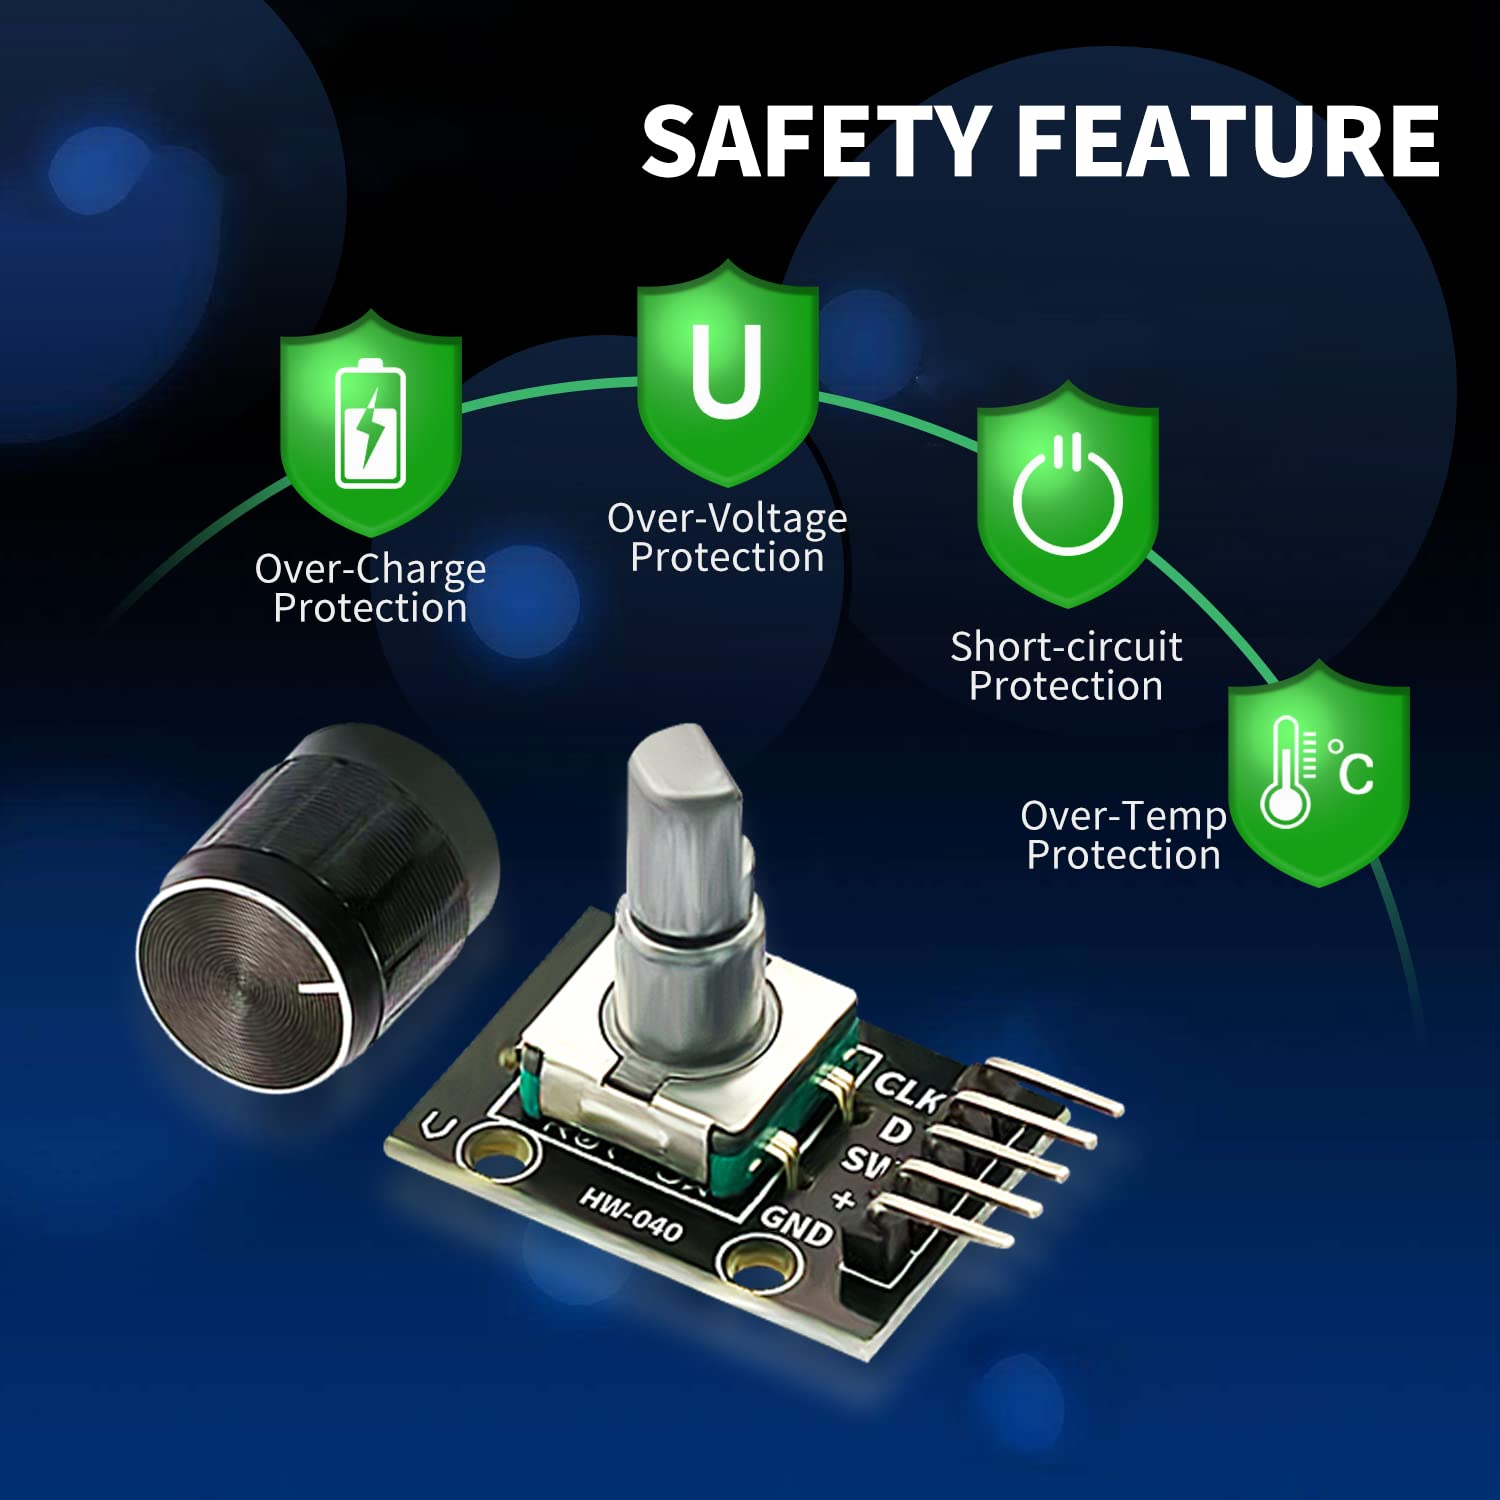 SAFETY FEATURE
U
Over-Charge
Protection
Over-Voltage
Protection
Short-circuit
Protection
°C
Over-Temp
Protection
CLK
D
SW
+
GND
HW-040